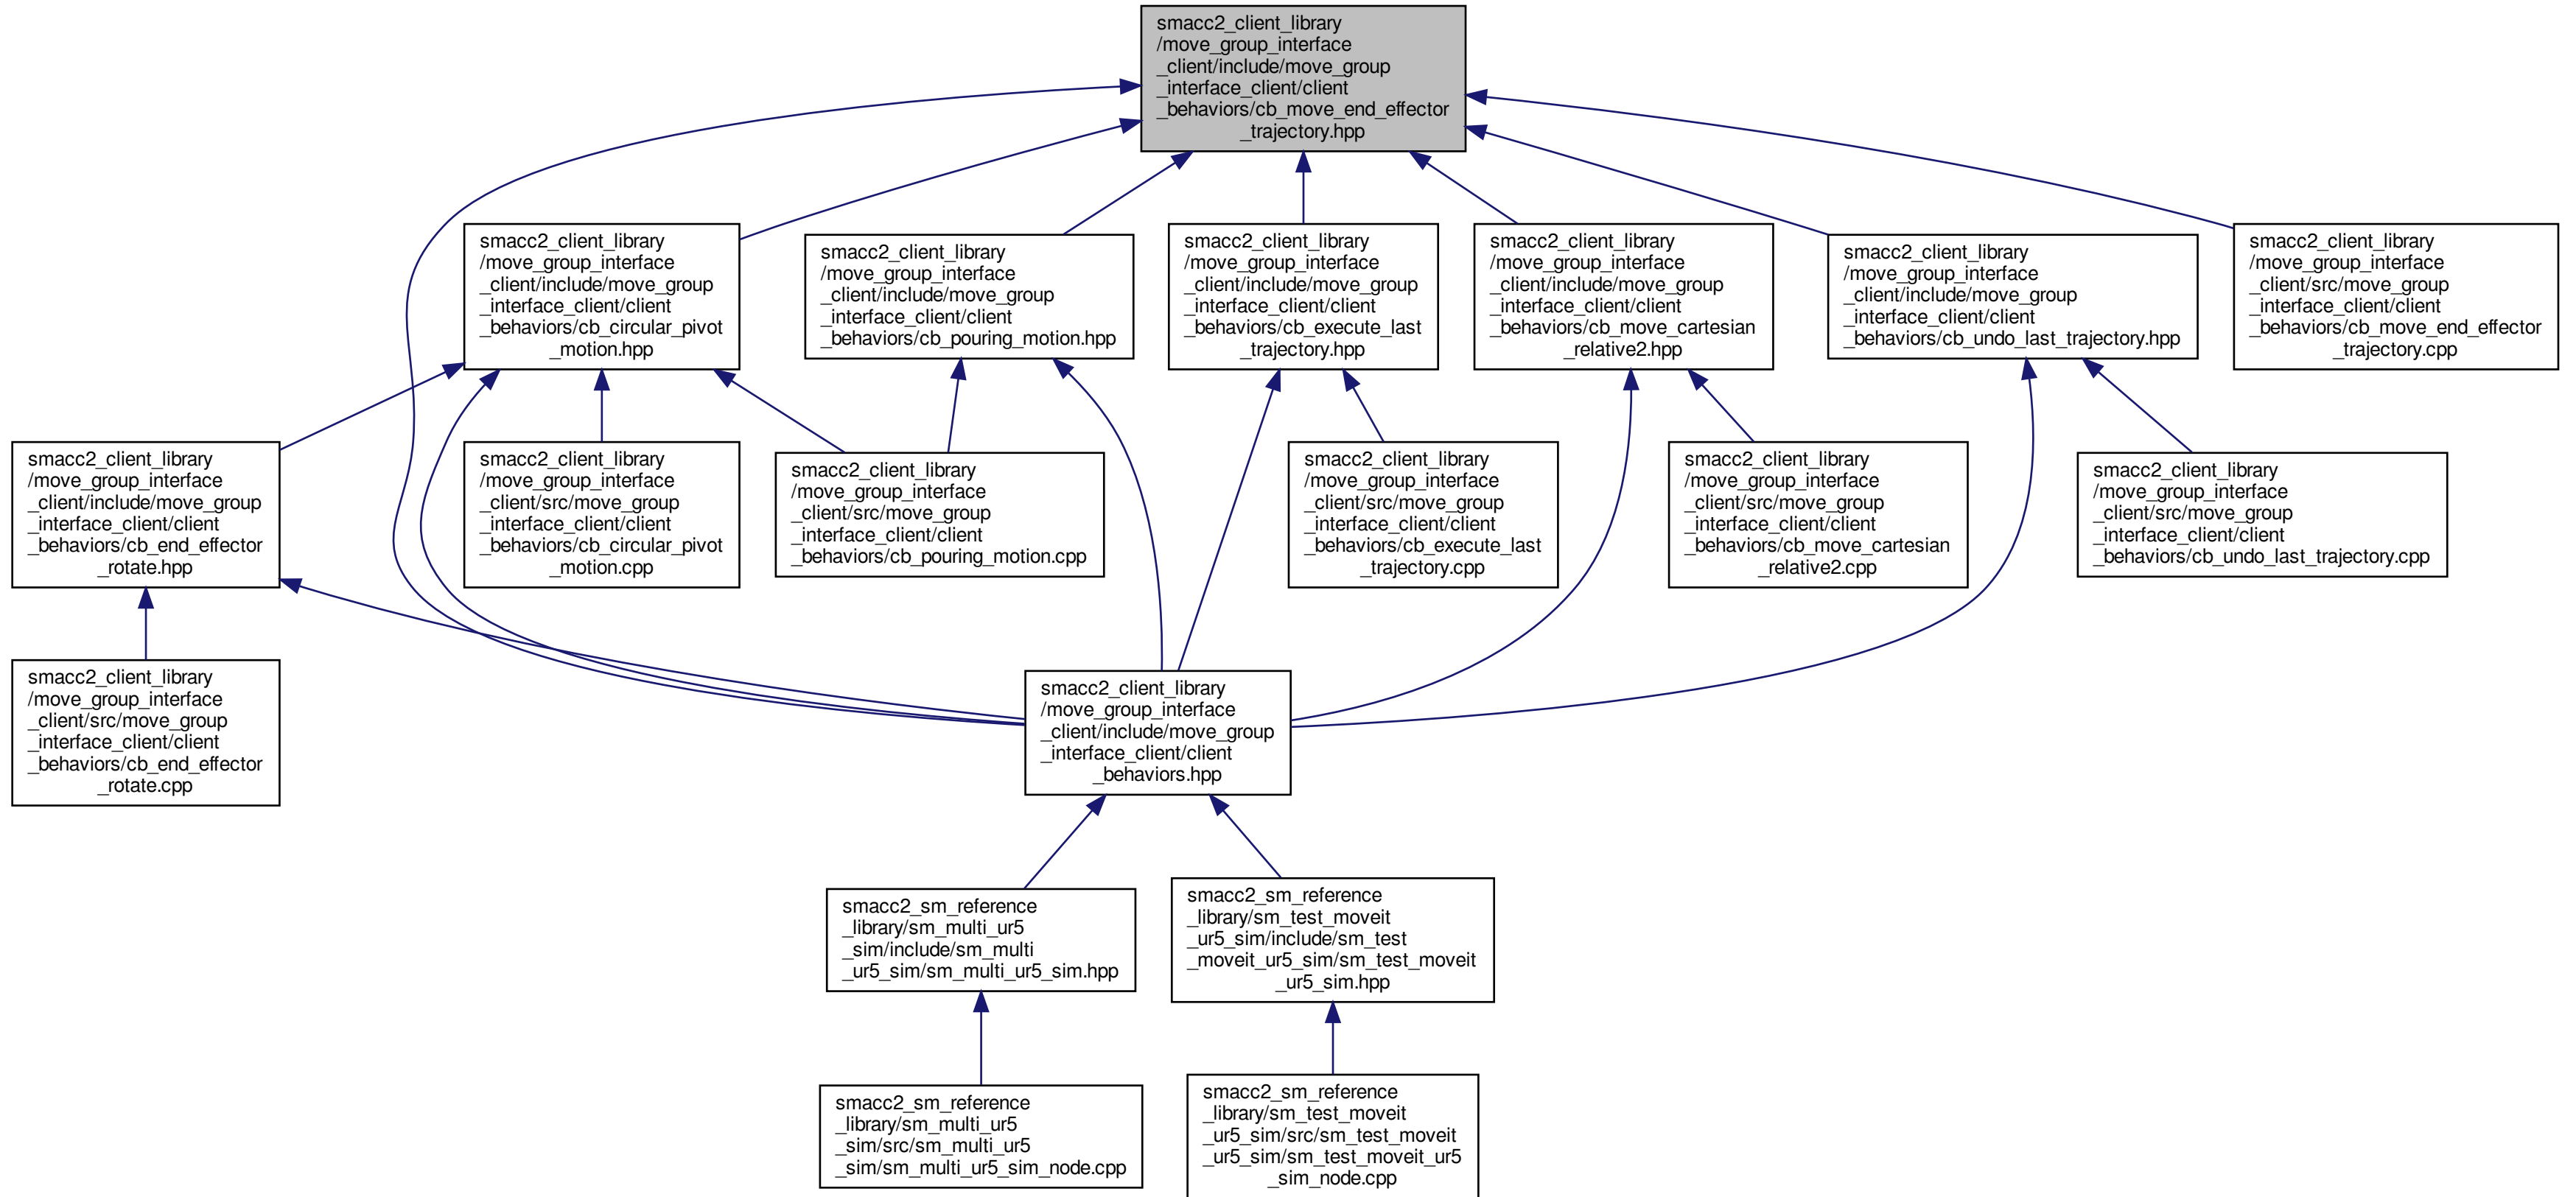 smacc2_client_library
/move_group_interface
_client/include/move_group
_interface_client/client
_behaviors/cb_move_end_effector
_trajectory.hpp
smacc2_client_library
/move_group_interface
_client/include/move_group
_interface_client/client
_behaviors/cb_circular_pivot
_motion.hpp
smacc2_client_library
/move_group_interface
_client/include/move_group
_interface_client/client
_behaviors/cb_pouring_motion.hpp
smacc2_client_library
/move_group_interface
_client/include/move_group
_interface_client/client
_behaviors/cb_execute_last
_trajectory.hpp
smacc2_client_library
/move_group_interface
_client/include/move_group
_interface_client/client
_behaviors/cb_move_cartesian
_relative2.hpp
smacc2_client_library
/move_group_interface
_client/include/move_group
_interface_client/client
_behaviors/cb_undo_last_trajectory.hpp
smacc2_client_library
/move_group_interface
_client/src/move_group
_interface_client/client
_behaviors/cb_move_end_effector
_trajectory.cpp
smacc2_client_library
/move_group_interface
_client/include/move_group
_interface_client/client
_behaviors/cb_end_effector
_rotate.hpp
smacc2_client_library
/move_group_interface
_client/src/move_group
_interface_client/client
_behaviors/cb_circular_pivot
_motion.cpp
smacc2_client_library
/move_group_interface
_client/src/move_group
_interface_client/client
_behaviors/cb_pouring_motion.cpp
smacc2_client_library
/move_group_interface
_client/src/move_group
_interface_client/client
_behaviors/cb_execute_last
_trajectory.cpp
smacc2_client_library
/move_group_interface
_client/src/move_group
_interface_client/client
_behaviors/cb_move_cartesian
_relative2.cpp
smacc2_client_library
/move_group_interface
_client/src/move_group
_interface_client/client
_behaviors/cb_undo_last_trajectory.cpp
smacc2_client_library
/move_group_interface
_client/src/move_group
_interface_client/client
_behaviors/cb_end_effector
_rotate.cpp
smacc2_client_library
/move_group_interface
_client/include/move_group
_interface_client/client
_behaviors.hpp
smacc2_sm_reference
_library/sm_multi_ur5
_sim/include/sm_multi
_ur5_sim/sm_multi_ur5_sim.hpp
smacc2_sm_reference
_library/sm_test_moveit
_ur5_sim/include/sm_test
_moveit_ur5_sim/sm_test_moveit
_ur5_sim.hpp
smacc2_sm_reference
_library/sm_multi_ur5
_sim/src/sm_multi_ur5
_sim/sm_multi_ur5_sim_node.cpp
smacc2_sm_reference
_library/sm_test_moveit
_ur5_sim/src/sm_test_moveit
_ur5_sim/sm_test_moveit_ur5
_sim_node.cpp